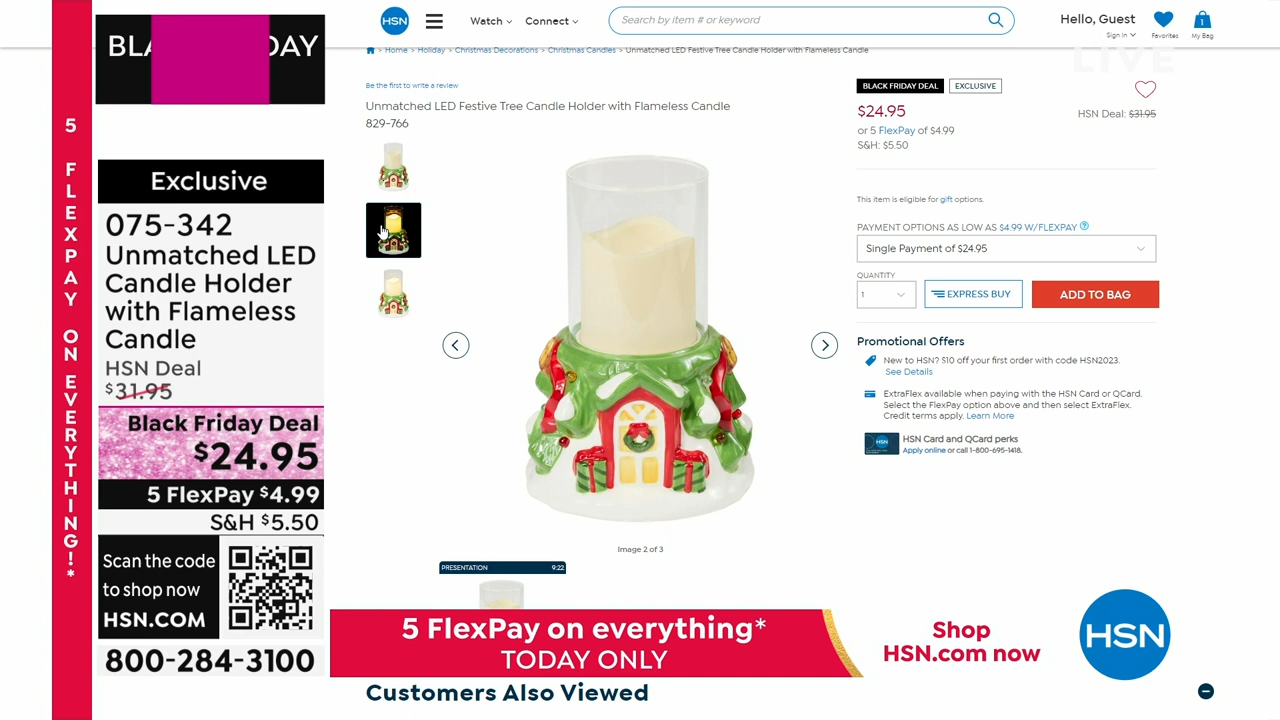 BLA DAY
5 FLEXPAY ON EVERYTHING!*
Exclusive
075-342
Unmatched LED
Candle Holder
with Flameless
Candle
HSN Deal
$31.95
Black Friday Deal
$24.95
5 FlexPay $4.99
S&H $5.50
Scan the code
to shop now
HSN.COM
800-284-3100
HSN
Watch
Connect
Search by item # or keyword
Hello, Guest
Sign In
Favorites
1
My Bag
LIVE
Home > Holiday > Christmas Decorations > Christmas Candles > Unmatched LED Festive Tree Candle Holder with Flameless Candle
Be the first to write a review
Unmatched LED Festive Tree Candle Holder with Flameless Candle
829-766
Image 2 of 3
PRESENTATION 9:22
BLACK FRIDAY DEAL EXCLUSIVE
$24.95
HSN Deal: $31.95
or 5 FlexPay of $4.99
S&H: $5.50
This item is eligible for gift options.
PAYMENT OPTIONS AS LOW AS $4.99 W/FLEXPAY ?
Single Payment of $24.95
QUANTITY
1
EXPRESS BUY
ADD TO BAG
Promotional Offers
New to HSN? $10 off your first order with code HSN2023.
See Details
ExtraFlex available when paying with the HSN Card or QCard.
Select the FlexPay option above and then select ExtraFlex.
Credit terms apply. Learn More
HSN
HSN Card and QCard perks
Apply online or call 1-800-695-1418.
5 FlexPay on everything*
TODAY ONLY
Shop
HSN.com now
HSN
Customers Also Viewed